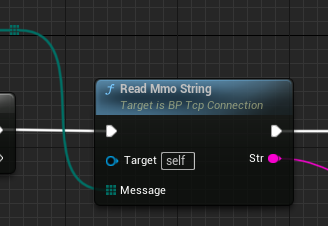 f Read Mmo String
Target is BP Tcp Connection
Target self
Str
Message